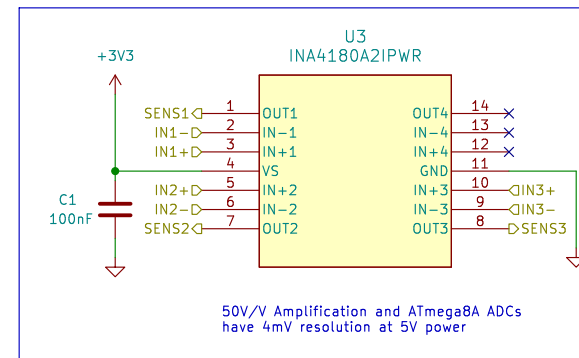 U3
INA4180A2IPWR
+3V3
SENS1 1 OUT1 OUT4 14
IN1- 2 IN-1 IN-4 13
IN1+ 3 IN+1 IN+4 12
4 VS GND 11
IN2+ 5 IN+2 IN+3 10 IN3+
IN2- 6 IN-2 IN-3 9 IN3-
SENS2 7 OUT2 OUT3 8 SENS3
C1
100nF
50V/V Amplification and ATmega8A ADCs
have 4mV resolution at 5V power